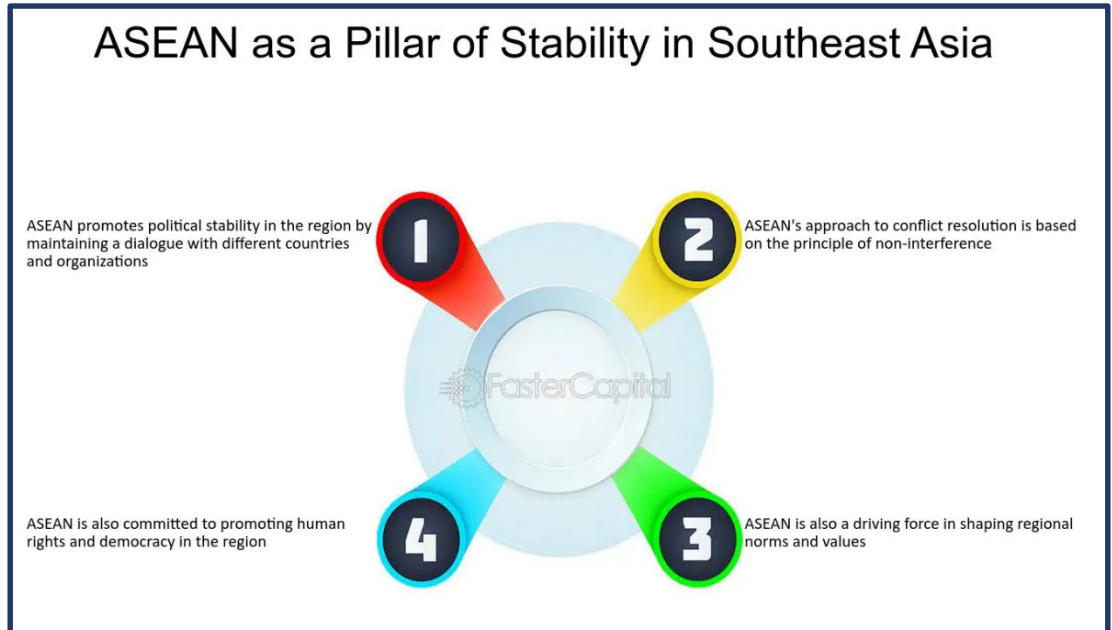 ASEAN as a Pillar of Stability in Southeast Asia
1
ASEAN promotes political stability in the region by
maintaining a dialogue with different countries
and organizations
2
ASEAN's approach to conflict resolution is based
on the principle of non-interference
FasterCapital
4
ASEAN is also committed to promoting human
rights and democracy in the region
3
ASEAN is also a driving force in shaping regional
norms and values